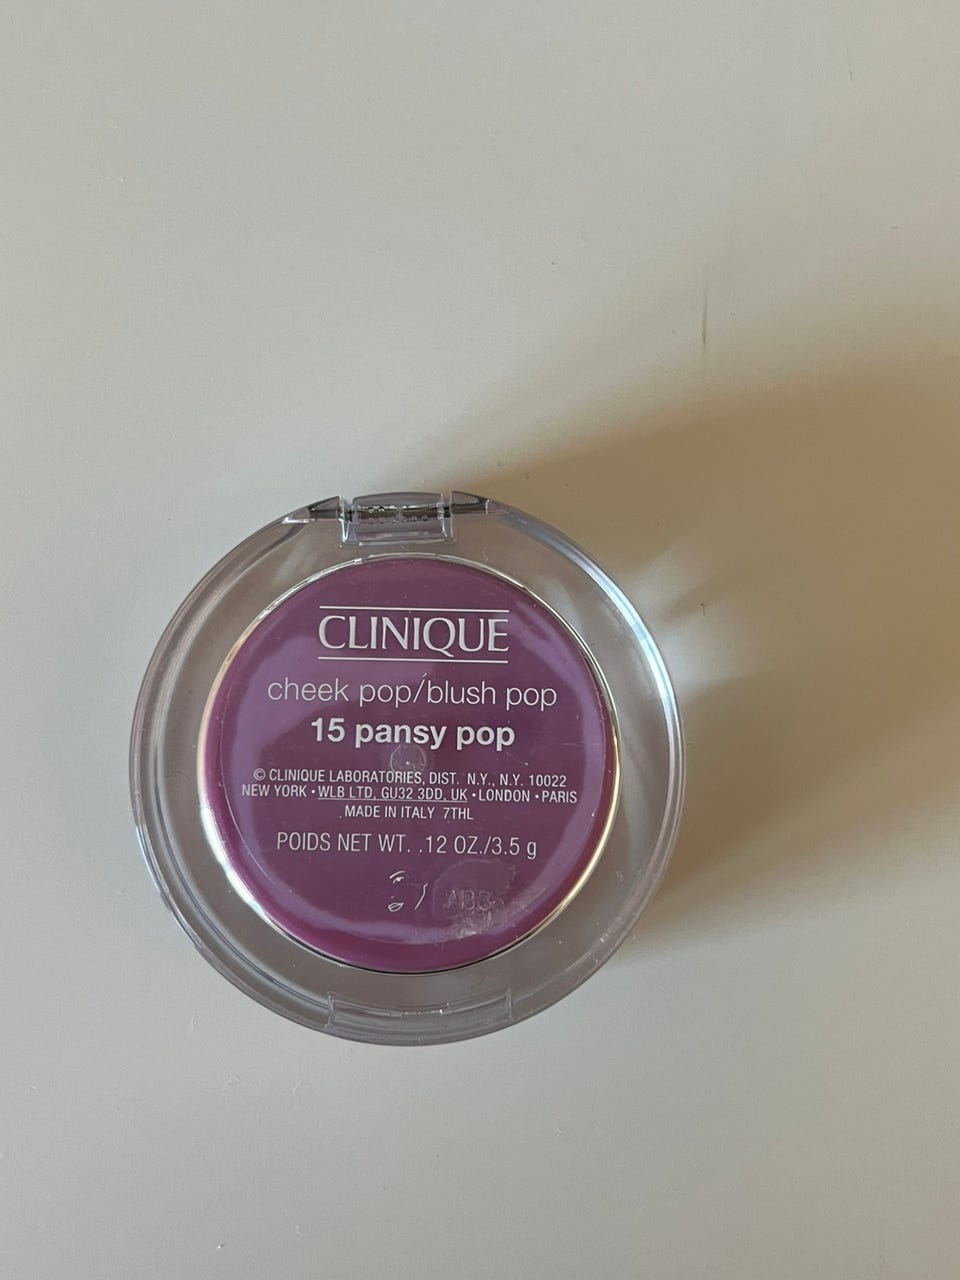 CLINIQUE
cheek pop/blush pop
15 pansy pop
© CLINIQUE LABORATORIES, DIST. N.Y., N.Y. 10022
NEW YORK • WLB LTD, GU32 3DD, UK • LONDON • PARIS
MADE IN ITALY 7THL
POIDS NET WT. .12 OZ./3.5 g